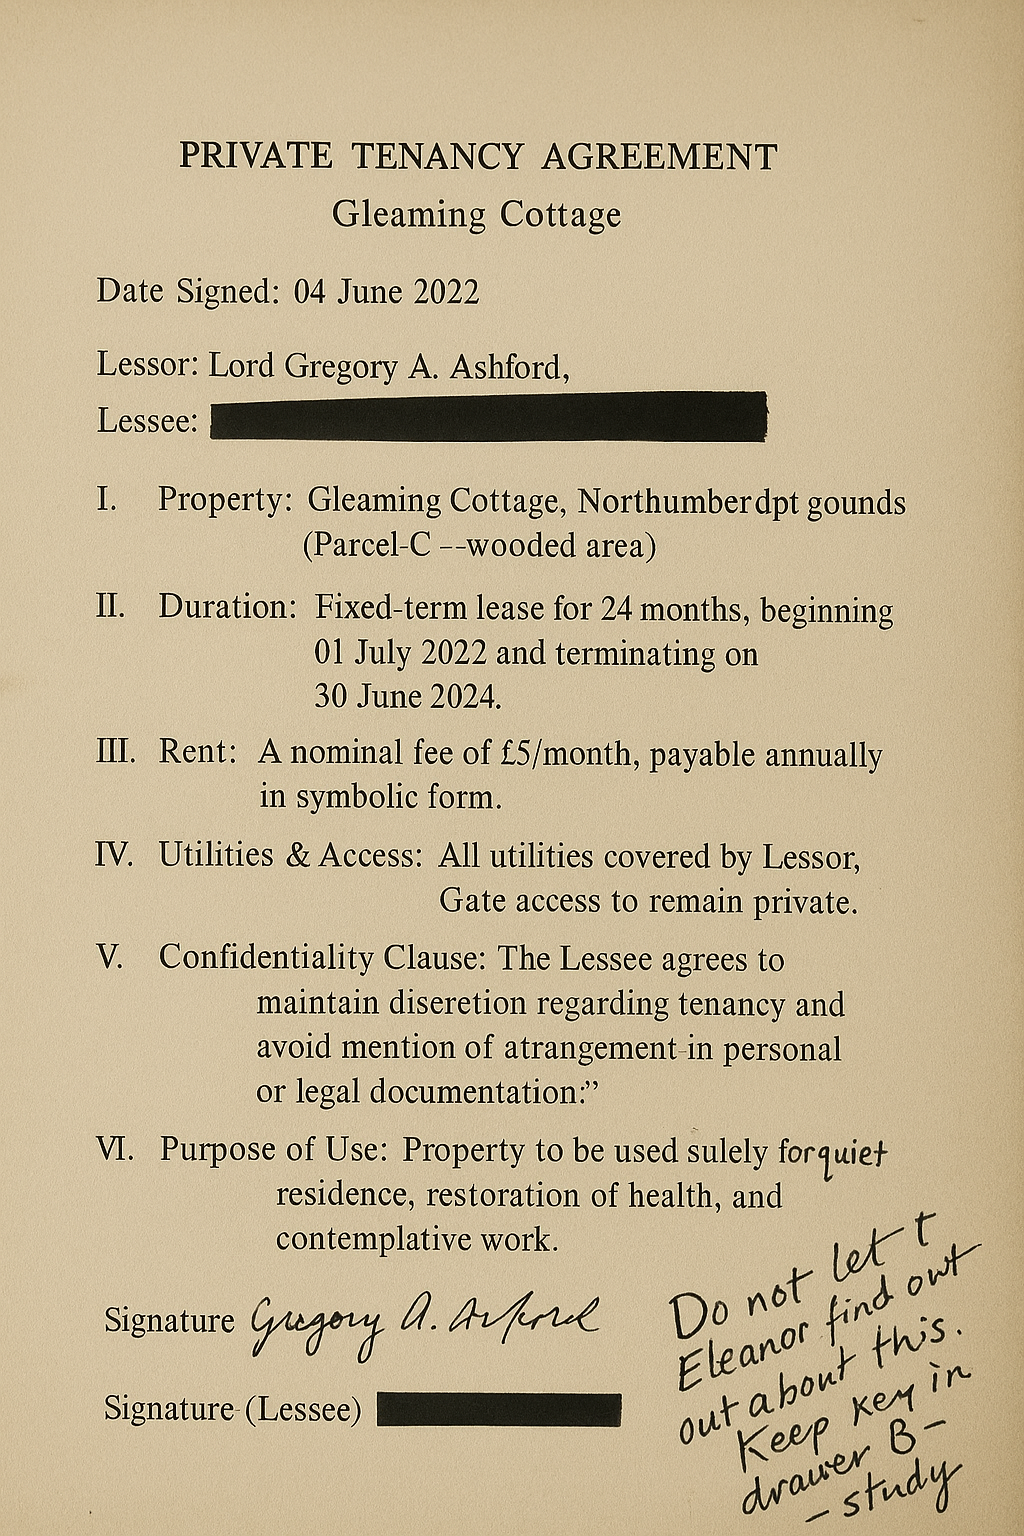 PRIVATE TENANCY AGREEMENT
Gleaming Cottage
Date Signed: 04 June 2022
Lessor: Lord Gregory A. Ashford,
Lessee:
I. Property: Gleaming Cottage, Northumberdpt gounds
(Parcel-C --wooded area)
II. Duration: Fixed-term lease for 24 months, beginning
01 July 2022 and terminating on
30 June 2024.
III. Rent: A nominal fee of £5/month, payable annually
in symbolic form.
IV. Utilities & Access: All utilities covered by Lessor,
Gate access to remain private.
V. Confidentiality Clause: The Lessee agrees to
maintain diseretion regarding tenancy and
avoid mention of atrangement-in personal
or legal documentation:”
VI. Purpose of Use: Property to be used sulely forquiet
residence, restoration of health, and
contemplative work.
Signature Gregory A. Asford
Signature (Lessee)
Do not let t
Eleanor find owt
out about this.
Keep key in
drawer B –
– study